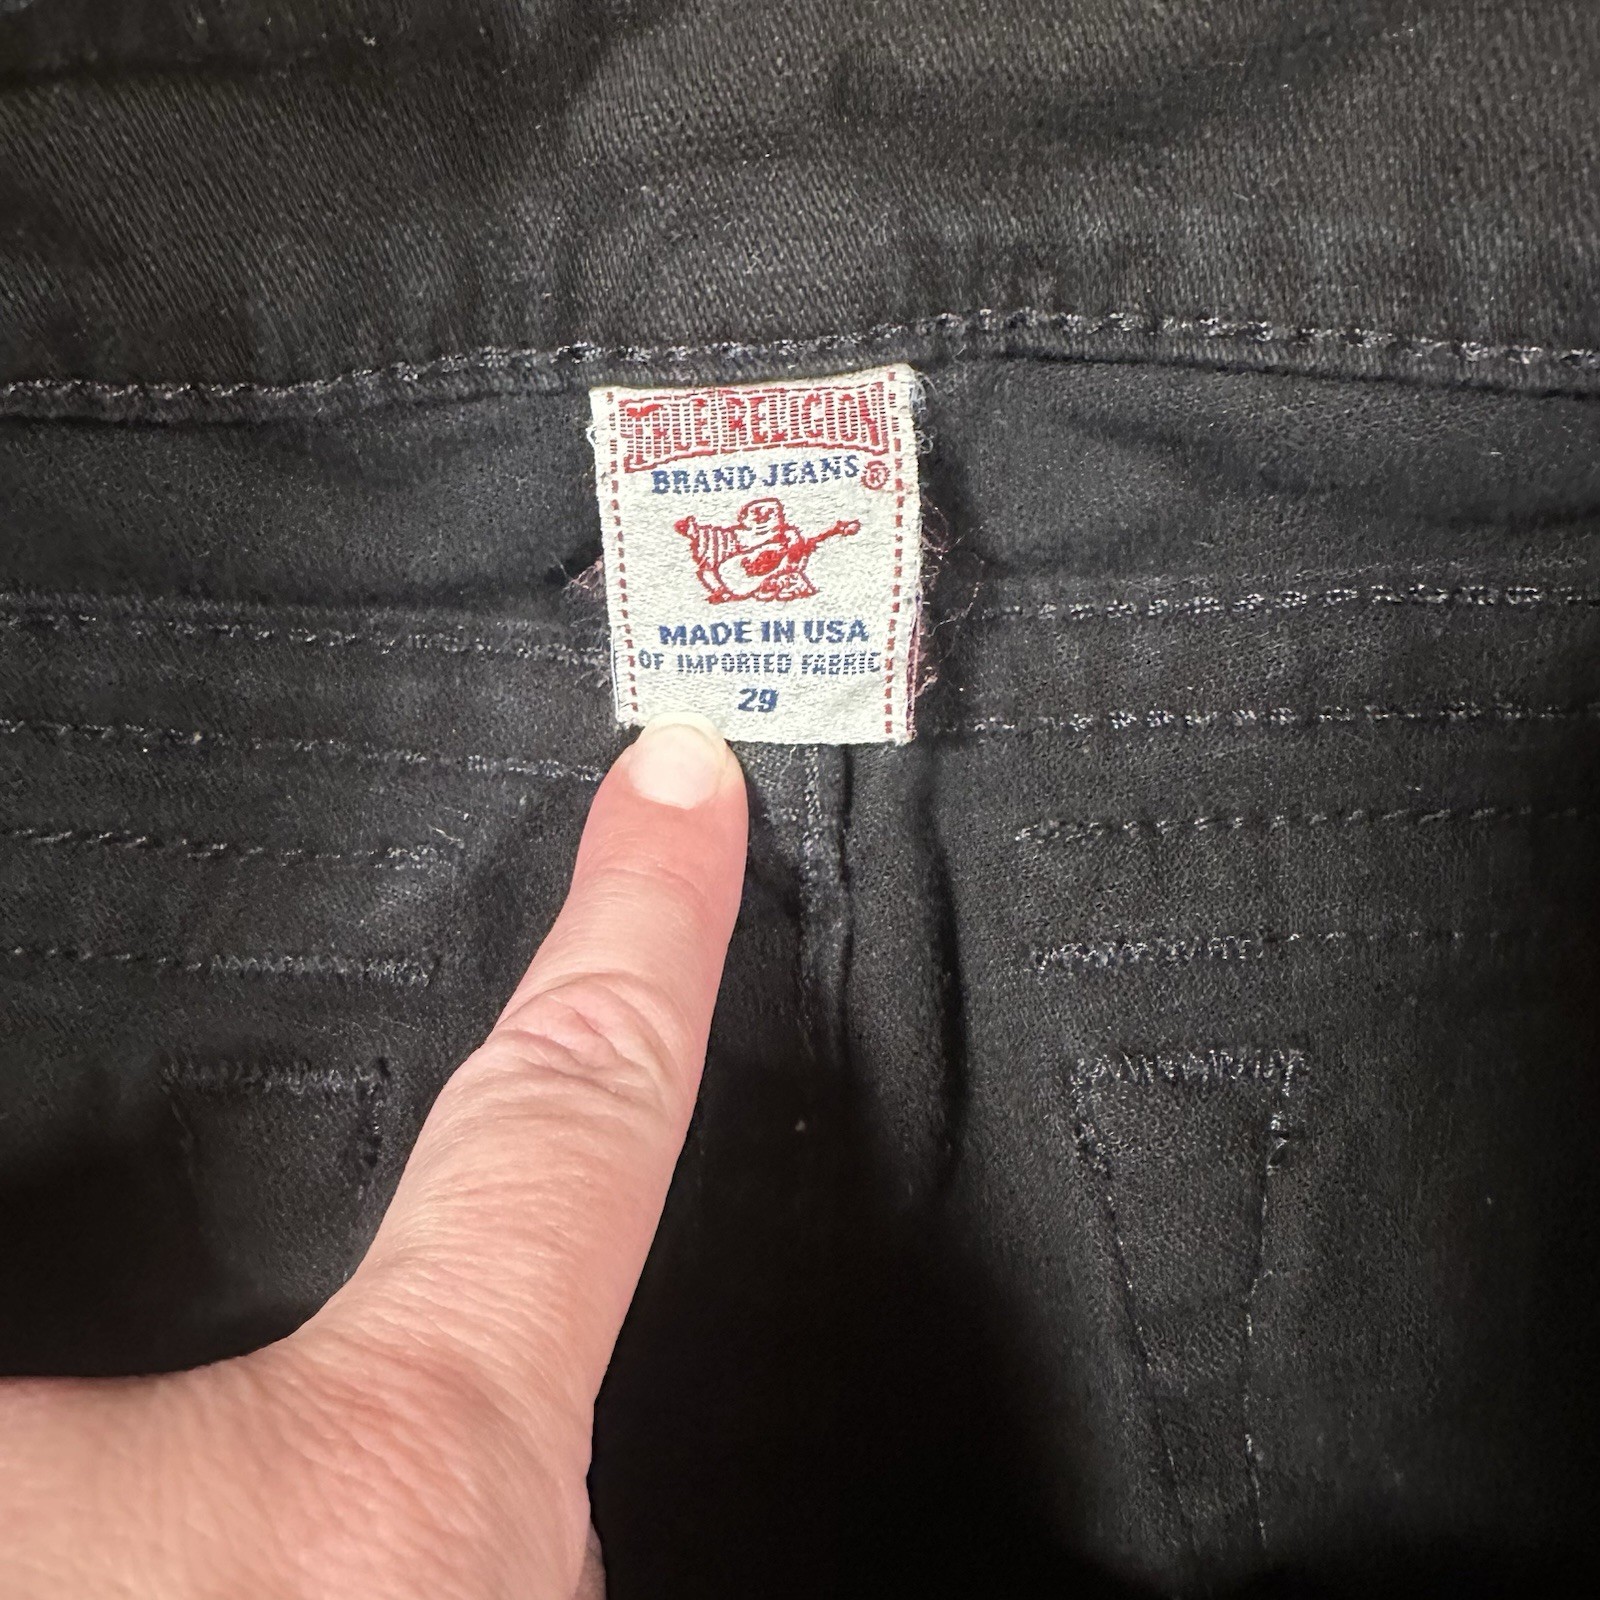 TRUE RELIGION
BRAND JEANS®
MADE IN USA
OF IMPORTED FABRIC
29